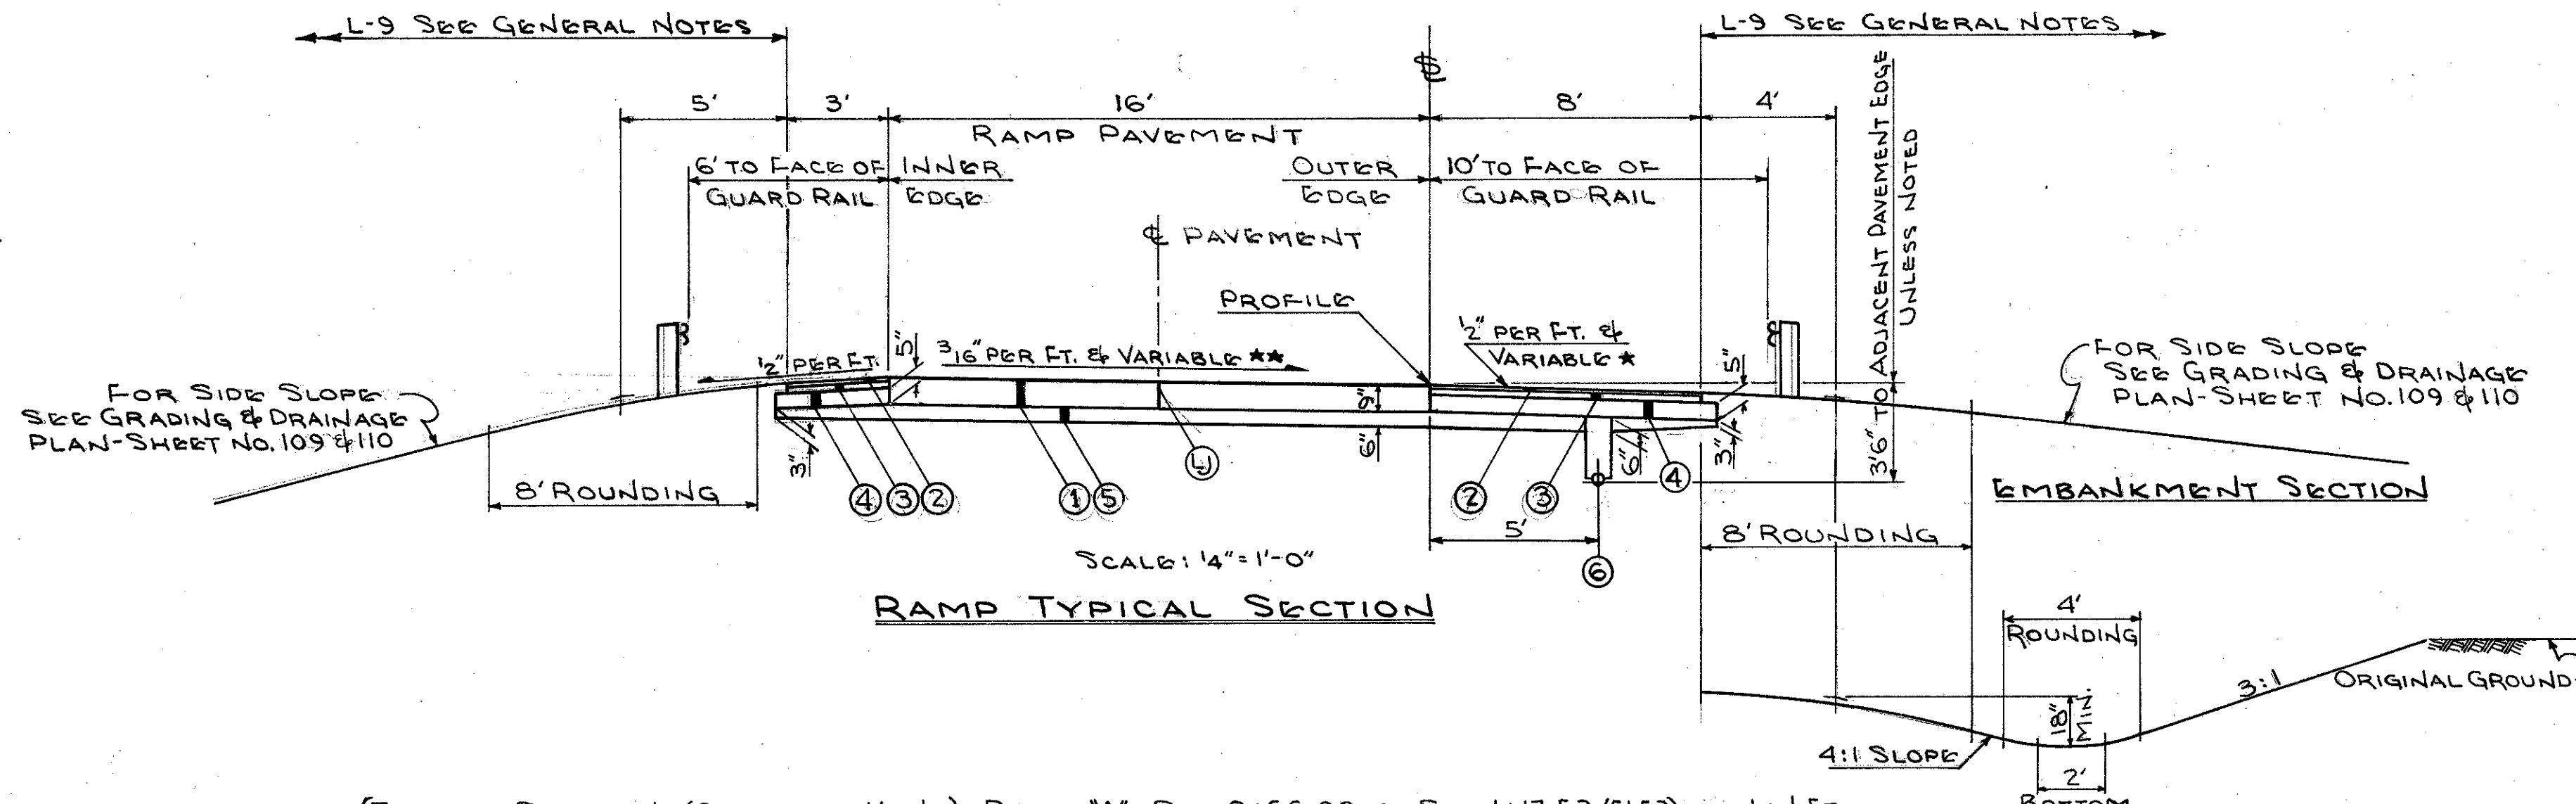 L-9 SEE GENERAL NOTES
L-9 SEE GENERAL NOTES
5'
3'
16'
8'
4'
RAMP PAVEMENT
6' TO FACE OF
GUARD RAIL
INNER
EDGE
OUTER
EDGE
10' TO FACE OF
GUARD RAIL
℄ PAVEMENT
PROFILE
1/2" PER FT. &
VARIABLE ★
1/2" PER FT.
5"
3/16" PER FT. & VARIABLE ★★
5"
3'6" TO ADJACENT PAVEMENT EDGE
UNLESS NOTED
FOR SIDE SLOPE
SEE GRADING & DRAINAGE
PLAN-SHEET NO. 109 & 110
FOR SIDE SLOPE
SEE GRADING & DRAINAGE
PLAN-SHEET NO. 109 & 110
9"
6"
3"
6"
3"
8' ROUNDING
4 3 2
1 5
LJ
2
3
4
5'
6
EMBANKMENT SECTION
8' ROUNDING
SCALE: 1/4" = 1'-0"
RAMP TYPICAL SECTION
4'
ROUNDING
3:1
ORIGINAL GROUND
18"
MIN.
4:1 SLOPE
2'